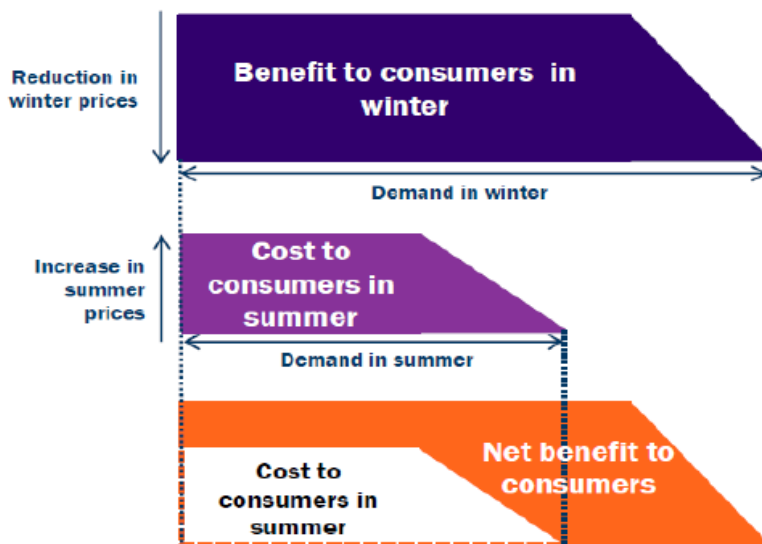 Benefit to consumers in
winter
Reduction in
winter prices
Demand in winter
Cost to
consumers in
summer
Increase in
summer
prices
Demand in summer
Net benefit to
consumers
Cost to
consumers in
summer